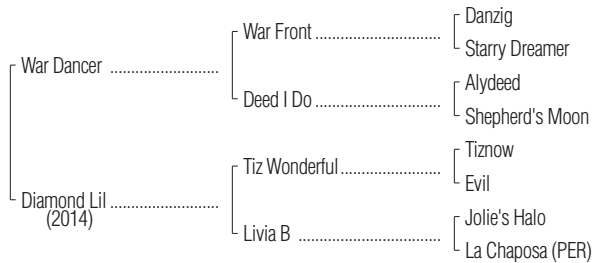 Danzig
War Front
Starry Dreamer
War Dancer
Alydeed
Deed I Do
Shepherd's Moon
Tiznow
Tiz Wonderful
Evil
Diamond Lil
(2014)
Jolie's Halo
Livia B
La Chaposa (PER)